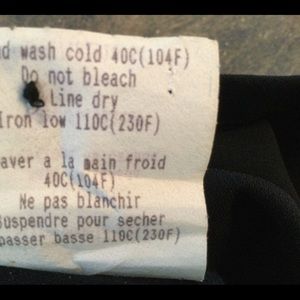 d wash cold 40C(104F)
Do not bleach
Line dry
Iron low 110C(230F)
aver a la main froid
40C(104F)
Ne pas blanchir
Suspendre pour secher
passer basse 110C(230F)